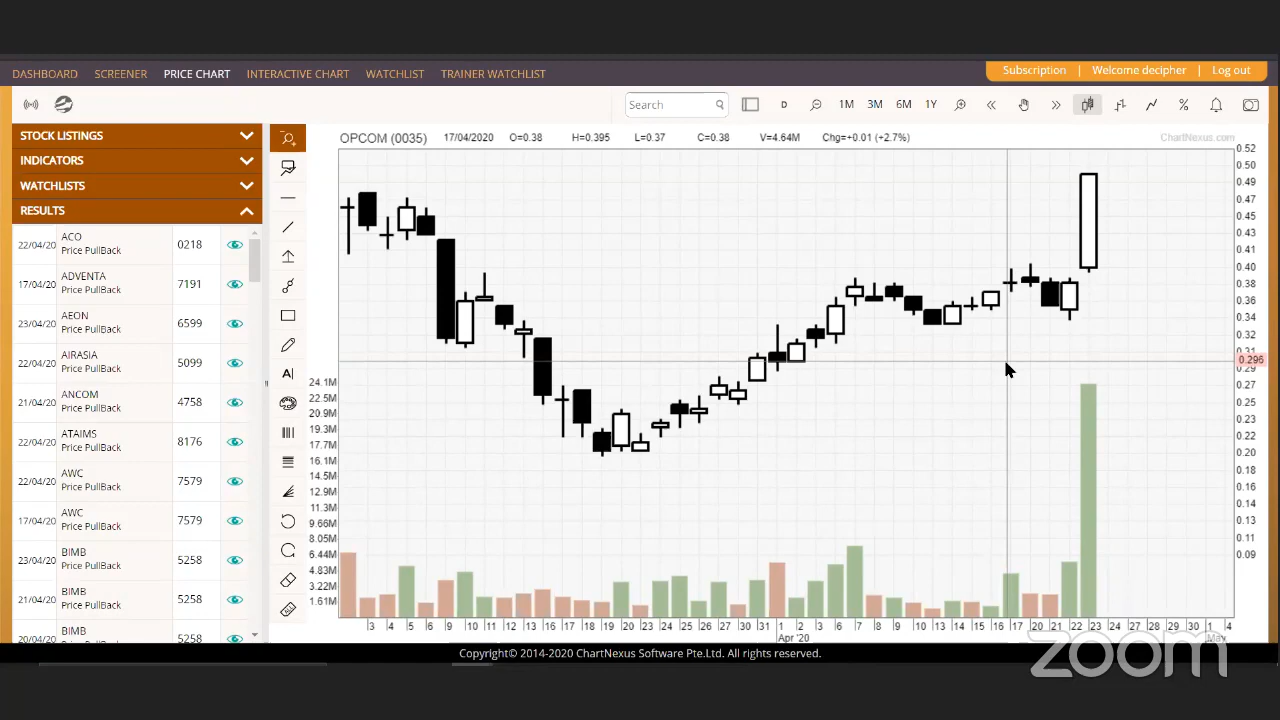 DASHBOARD SCREENER PRICE CHART INTERACTIVE CHART WATCHLIST TRAINER WATCHLIST
Subscription | Welcome decipher | Log out
Search D 1M 3M 6M 1Y
STOCK LISTINGS
INDICATORS
WATCHLISTS
RESULTS
22/04/20 ACO Price PullBack 0218
17/04/20 ADVENTA Price PullBack 7191
23/04/20 AEON Price PullBack 6599
22/04/20 AIRASIA Price PullBack 5099
21/04/20 ANCOM Price PullBack 4758
22/04/20 ATAIMS Price PullBack 8176
22/04/20 AWC Price PullBack 7579
17/04/20 AWC Price PullBack 7579
23/04/20 BIMB Price PullBack 5258
21/04/20 BIMB Price PullBack 5258
20/04/20 BIMB 5258
A|
OPCOM (0035) 17/04/2020 O=0.38 H=0.395 L=0.37 C=0.38 V=4.64M Chg=+0.01 (+2.7%)
ChartNexus.com
0.52
0.50
0.49
0.47
0.45
0.43
0.41
0.40
0.38
0.36
0.34
0.32
0.31
0.296
0.29
0.27
0.25
0.23
0.22
0.20
0.18
0.16
0.14
0.13
0.11
0.09
24.1M
22.5M
20.9M
19.3M
17.7M
16.1M
14.5M
12.9M
11.3M
9.66M
8.05M
6.44M
4.83M
3.22M
1.61M
3 4 5 6 9 10 11 12 13 16 17 18 19 20 23 24 25 26 27 30 31 1 2 3 6 7 8 9 10 13 14 15 16 17 20 21 22 23 24 27 28 29 30 1 4
Apr '20 May
Copyright© 2014-2020 ChartNexus Software Pte.Ltd. All rights reserved.
zoom